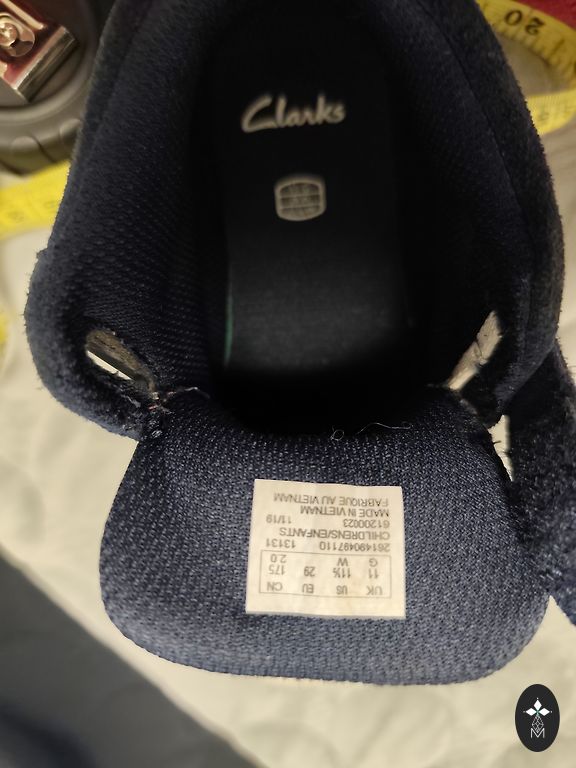 Clarks
20
UK US EU CN
11 11½ 29 175
G W 2.0
261490497110 13131
CHILDRENS/ENFANTS
61200023 11/19
MADE IN VIETNAM
FABRIQUE AU VIETNAM
M